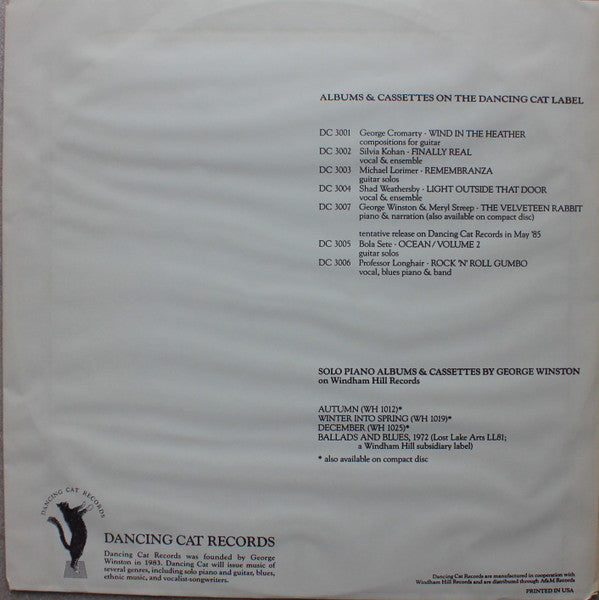 ALBUMS & CASSETTES ON THE DANCING CAT LABEL
DC 3001 George Cromarty - WIND IN THE HEATHER
compositions for guitar
DC 3002 Silvia Kohan - FINALLY REAL
vocal & ensemble
DC 3003 Michael Lorimer - REMEMBRANZA
guitar solos
DC 3004 Shad Weathersby - LIGHT OUTSIDE THAT DOOR
vocal & ensemble
DC 3007 George Winston & Meryl Streep - THE VELVETEEN RABBIT
piano & narration (also available on compact disc)
tentative release on Dancing Cat Records in May '85
DC 3005 Bola Sete - OCEAN / VOLUME 2
guitar solos
DC 3006 Professor Longhair - ROCK 'N' ROLL GUMBO
vocal, blues piano & band
SOLO PIANO ALBUMS & CASSETTES BY GEORGE WINSTON
on Windham Hill Records
AUTUMN (WH 1012)*
WINTER INTO SPRING (WH 1019)*
DECEMBER (WH 1025)*
BALLADS AND BLUES, 1972 (Lost Lake Arts LL81;
a Windham Hill subsidiary label)
* also available on compact disc
DANCING CAT RECORDS
DANCING CAT RECORDS
Dancing Cat Records was founded by George
Winston in 1983. Dancing Cat will issue music of
several genres, including solo piano and guitar, blues,
ethnic music, and vocalist-songwriters.
Dancing Cat Records are manufactured in cooperation with
Windham Hill Records and are distributed through A&M Records
PRINTED IN USA